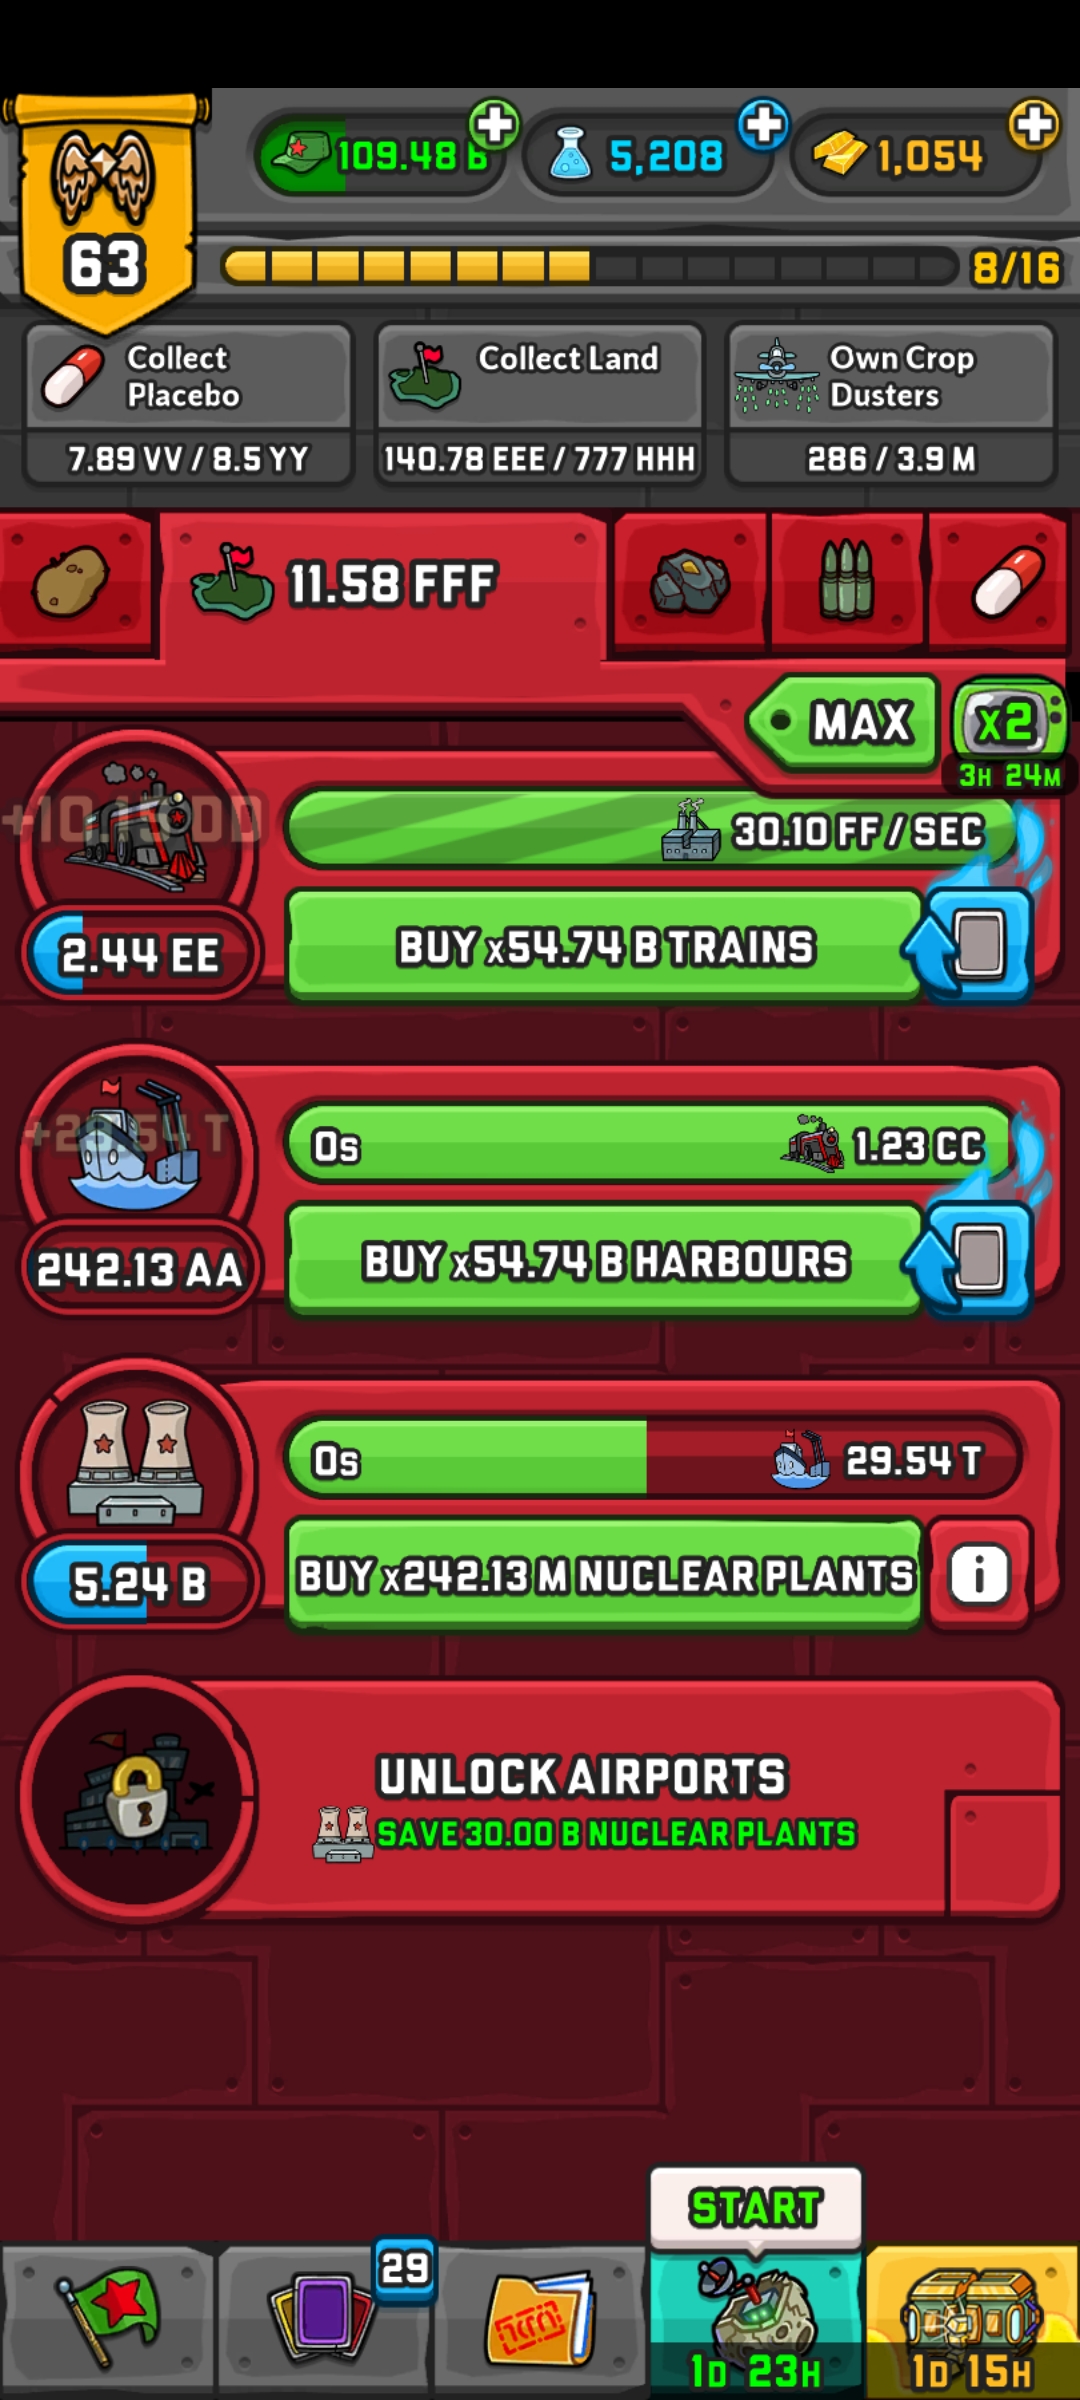 109.48 B
5,208
1,054
63
8/16
Collect
Placebo
7.89 VV / 8.5 YY
Collect Land
140.78 EEE / 777 HHH
Own Crop
Dusters
286 / 3.9 M
11.58 FFF
MAX
x2
3H 24M
30.10 FF / SEC
2.44 EE
BUY x54.74 B TRAINS
+29.54 T
0s
1.23 CC
242.13 AA
BUY x54.74 B HARBOURS
0s
29.54 T
5.24 B
BUY x242.13 M NUCLEAR PLANTS
i
UNLOCK AIRPORTS
SAVE 30.00 B NUCLEAR PLANTS
START
29
1D 23H
1D 15H